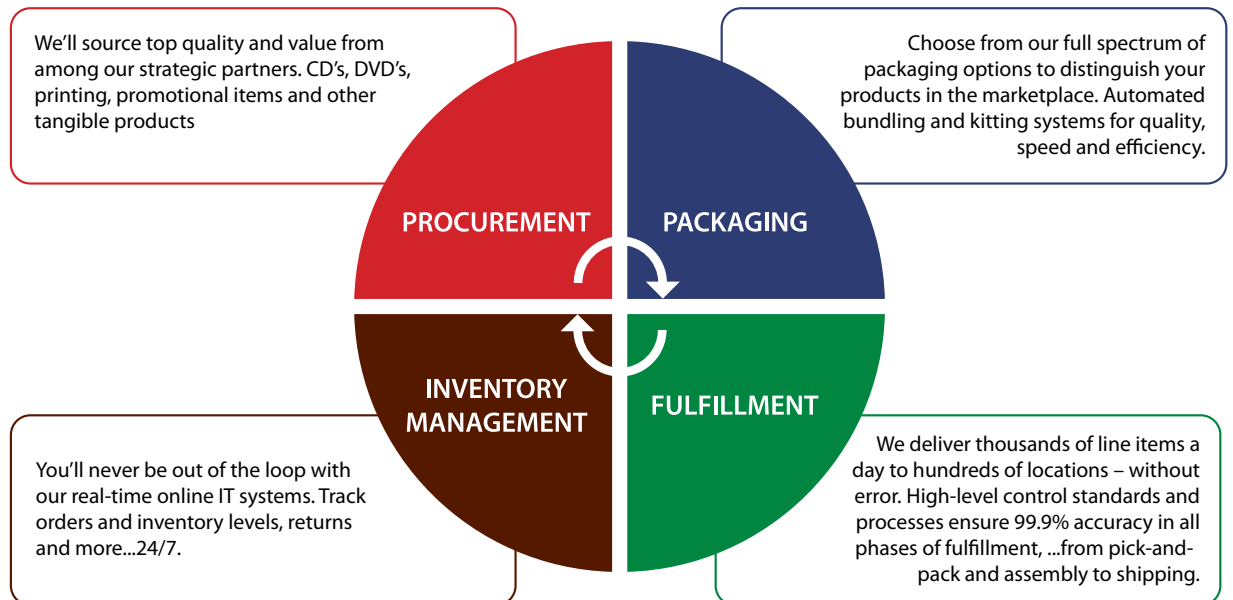 We'll source top quality and value from
among our strategic partners. CD's, DVD's,
printing, promotional items and other
tangible products
Choose from our full spectrum of
packaging options to distinguish your
products in the marketplace. Automated
bundling and kitting systems for quality,
speed and efficiency.
PROCUREMENT
PACKAGING
INVENTORY
MANAGEMENT
FULFILLMENT
You'll never be out of the loop with
our real-time online IT systems. Track
orders and inventory levels, returns
and more...24/7.
We deliver thousands of line items a
day to hundreds of locations – without
error. High-level control standards and
processes ensure 99.9% accuracy in all
phases of fulfillment, ...from pick-and-
pack and assembly to shipping.